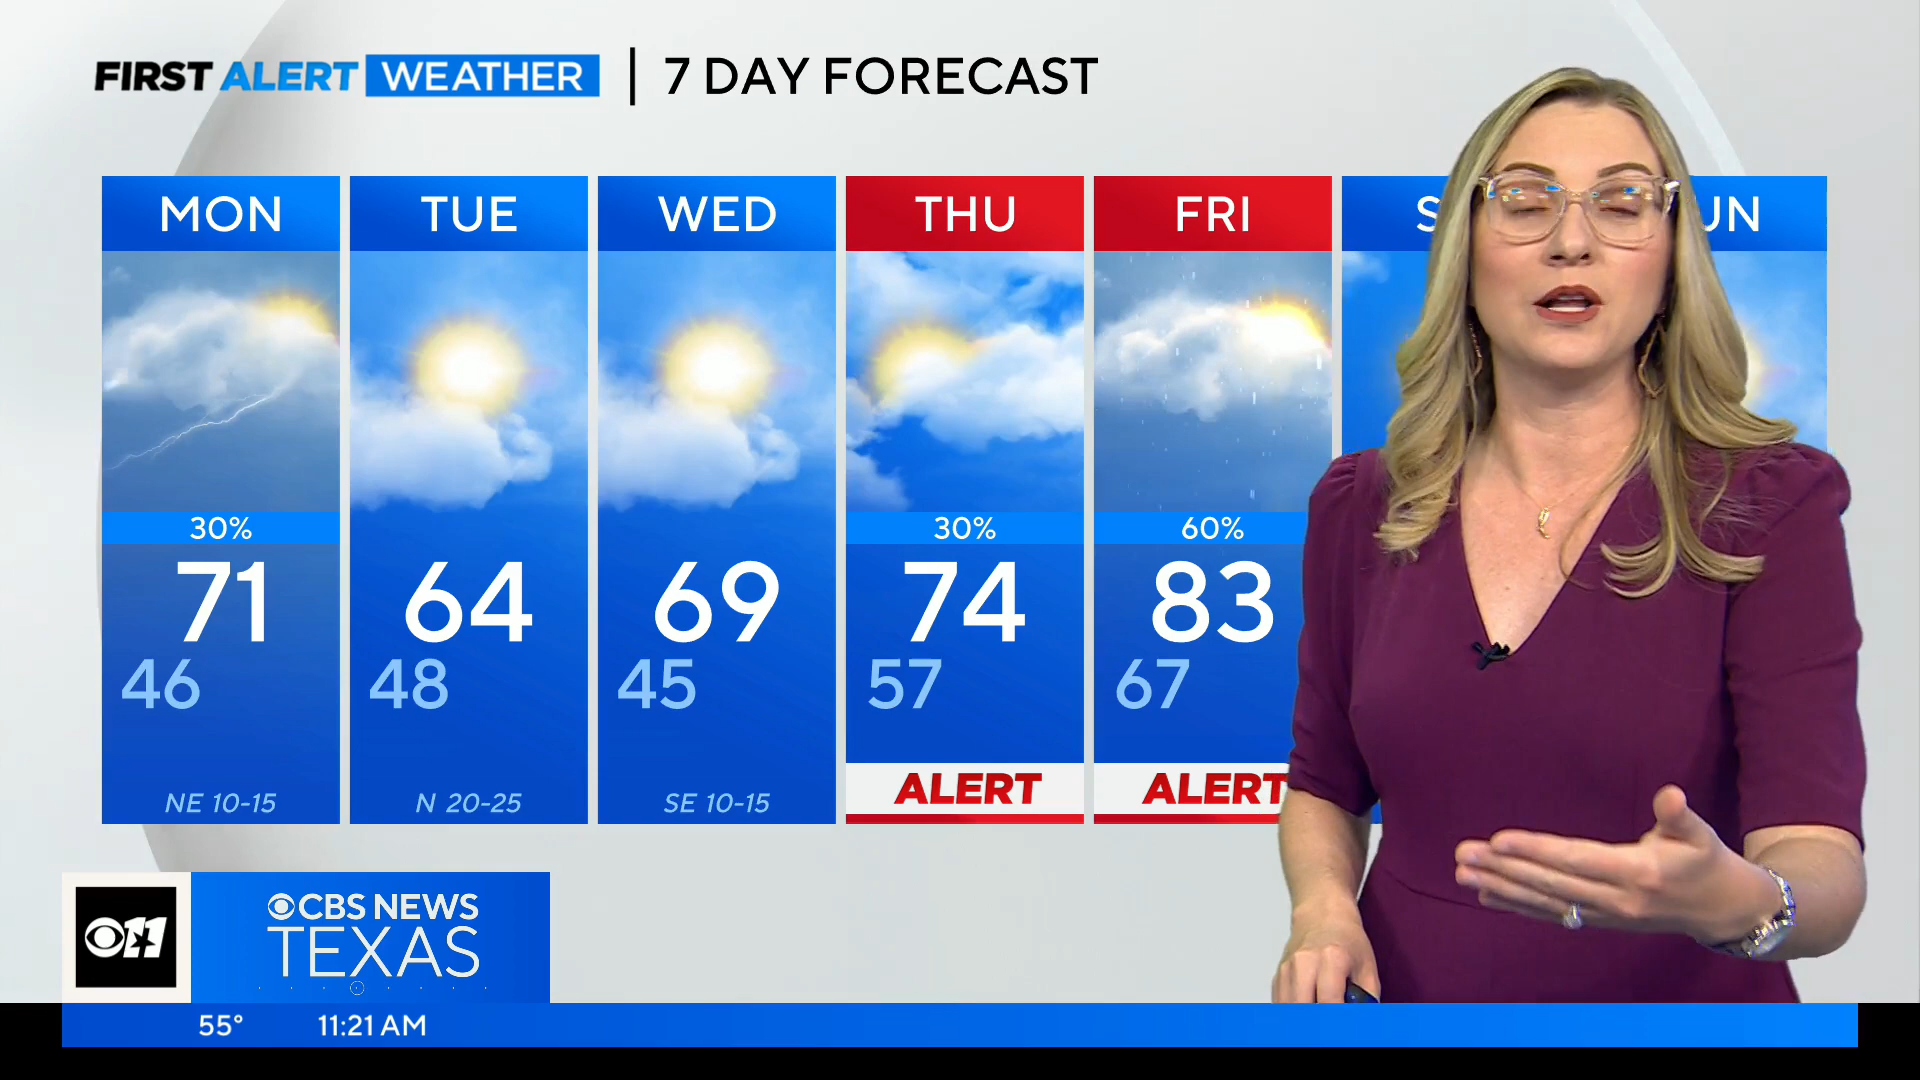 FIRST ALERT WEATHER | 7 DAY FORECAST
MON TUE WED THU FRI
30% 30% 60%
71 64 69 74 83
46 48 45 57 67
NE 10-15 N 20-25 SE 10-15 ALERT ALERT
11 CBS NEWS
TEXAS
55° 11:21 AM